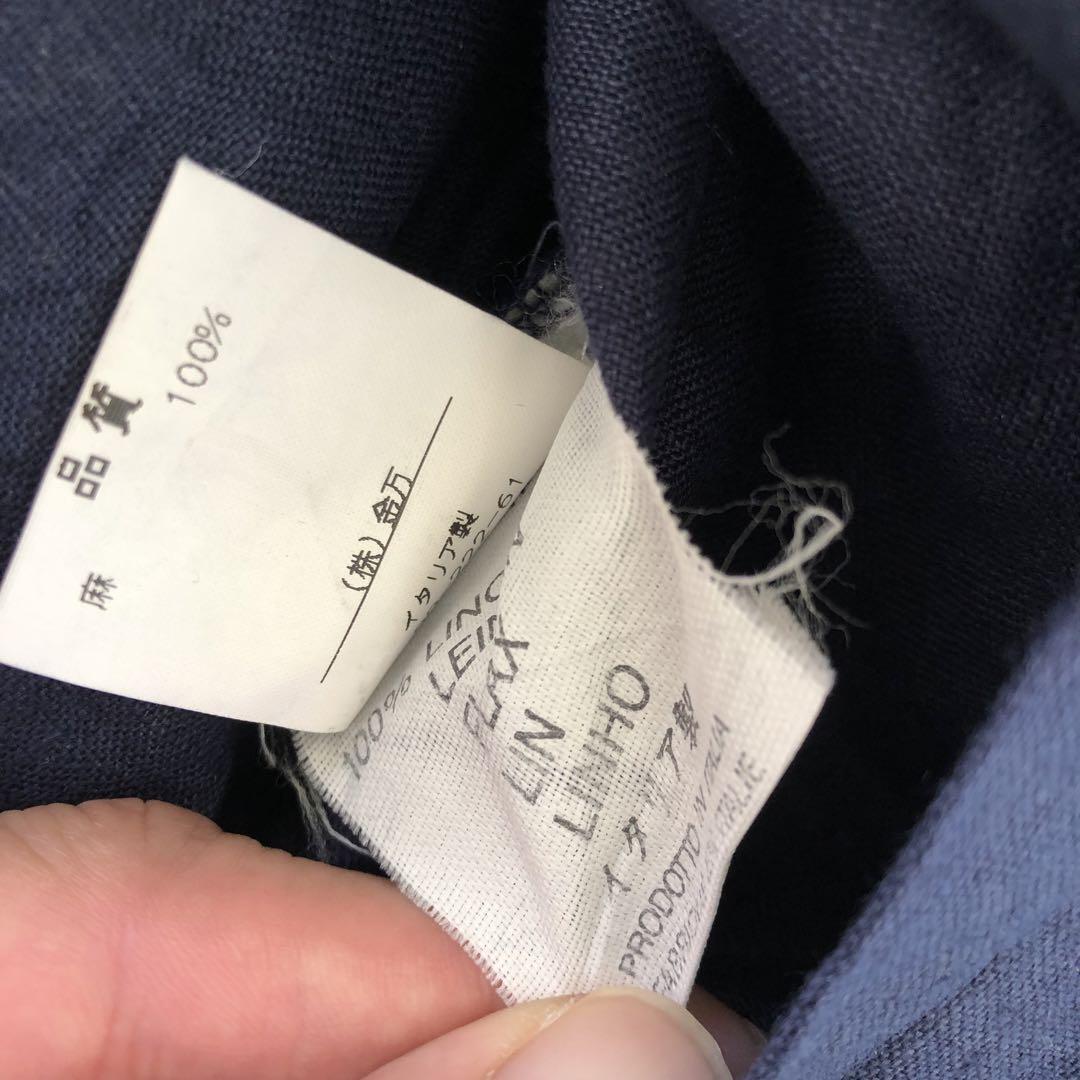 品質
麻 100%
(株)金万
イタリア製
100% LINO
LEIN
FLAX
LIN
LINHO
イタリア製
PRODOTTO IN ITALIA